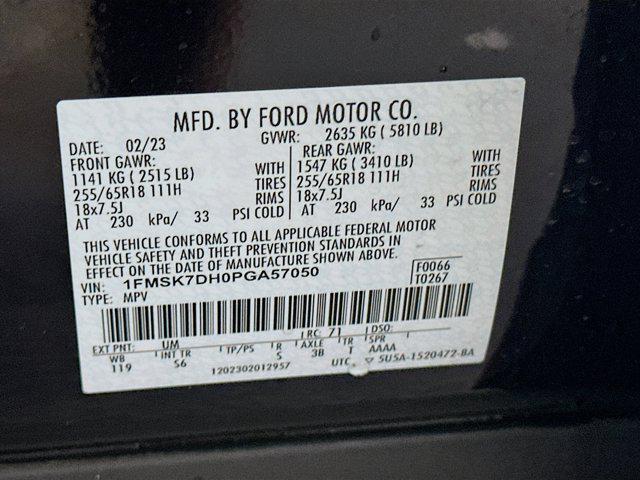 MFD. BY FORD MOTOR CO.
DATE: 02/23 GVWR: 2635 KG ( 5810 LB)
FRONT GAWR: REAR GAWR:
1141 KG ( 2515 LB) WITH 1547 KG ( 3410 LB) WITH
255/65R18 111H TIRES 255/65R18 111H TIRES
18x7.5J RIMS 18x7.5J RIMS
AT 230 kPa/ 33 PSI COLD AT 230 kPa/ 33 PSI COLD
THIS VEHICLE CONFORMS TO ALL APPLICABLE FEDERAL MOTOR
VEHICLE SAFETY AND THEFT PREVENTION STANDARDS IN
EFFECT ON THE DATE OF MANUFACTURE SHOWN ABOVE.
VIN: 1FMSK7DH0PGA57050 F0066
TYPE: MPV T0267
EXT PNT: UM RC: 71 DSO:
WB INT TR TP/PS R AXLE TR SPR
119 S6 S 3B T AAAA
1202302012957 UTC ▽ 5U5A-1520472-BA